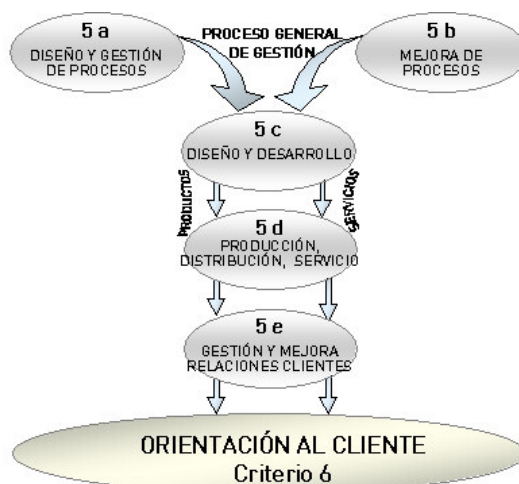 5 a
DISEÑO Y GESTIÓN
DE PROCESOS
PROCESO GENERAL
DE GESTIÓN
5 b
MEJORA DE
PROCESOS
5 c
DISEÑO Y DESARROLLO
PRODUCTOS
SERVICIOS
5 d
PRODUCCIÓN,
DISTRIBUCIÓN, SERVICIO
5 e
GESTIÓN Y MEJORA
RELACIONES CLIENTES
ORIENTACIÓN AL CLIENTE
Criterio 6